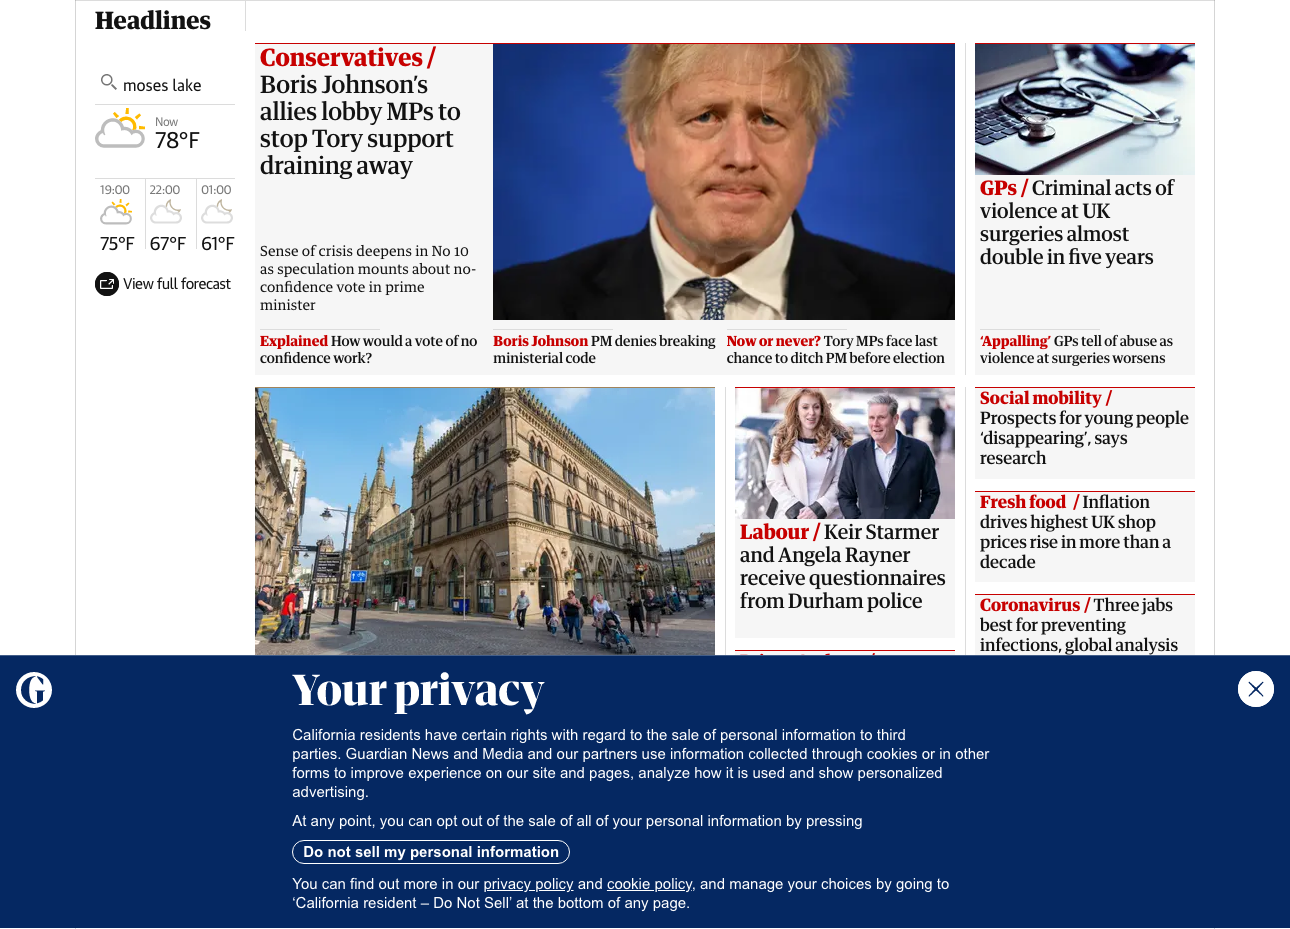 Headlines
moses lake
Now
78°F
19:00
22:00
01:00
75°F
67°F
61°F
View full forecast
Conservatives /
Boris Johnson’s
allies lobby MPs to
stop Tory support
draining away
Sense of crisis deepens in No 10
as speculation mounts about no-
confidence vote in prime
minister
Explained How would a vote of no
confidence work?
Boris Johnson PM denies breaking
ministerial code
Now or never? Tory MPs face last
chance to ditch PM before election
GPs / Criminal acts of
violence at UK
surgeries almost
double in five years
‘Appalling’ GPs tell of abuse as
violence at surgeries worsens
Labour / Keir Starmer
and Angela Rayner
receive questionnaires
from Durham police
Social mobility /
Prospects for young people
‘disappearing’, says
research
Fresh food / Inflation
drives highest UK shop
prices rise in more than a
decade
Coronavirus / Three jabs
best for preventing
infections, global analysis
Your privacy
California residents have certain rights with regard to the sale of personal information to third
parties. Guardian News and Media and our partners use information collected through cookies or in other
forms to improve experience on our site and pages, analyze how it is used and show personalized
advertising.
At any point, you can opt out of the sale of all of your personal information by pressing
Do not sell my personal information
You can find out more in our privacy policy and cookie policy, and manage your choices by going to
‘California resident – Do Not Sell’ at the bottom of any page.